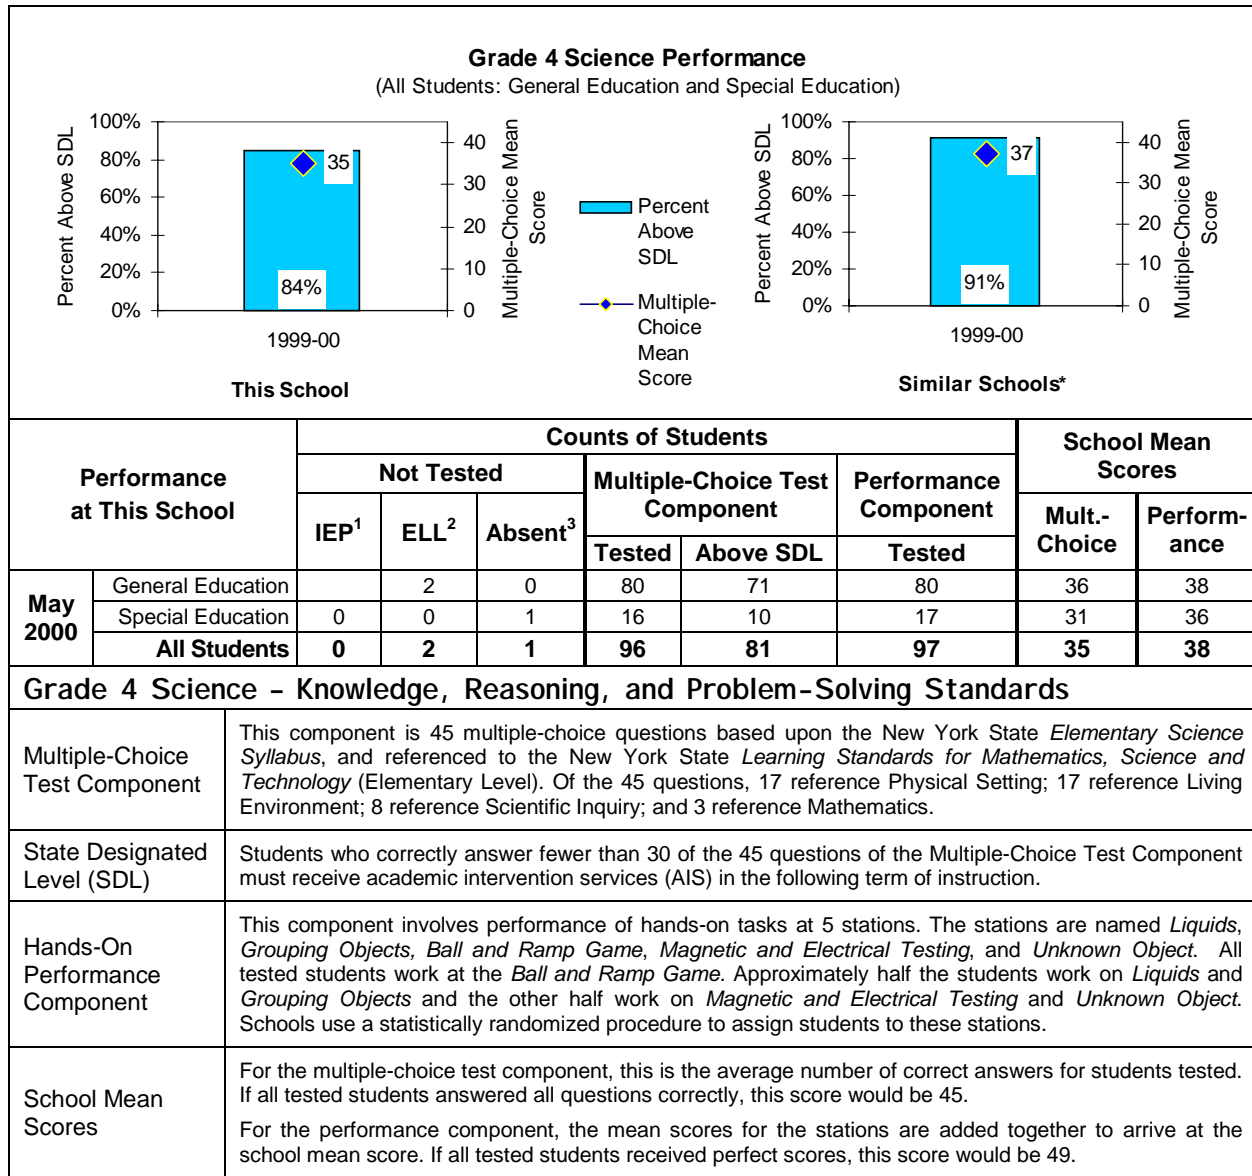 Grade 4 Science Performance
(All Students: General Education and Special Education)
Percent Above SDL
100%
80%
60%
40%
20%
0%
35
84%
40
30
20
10
0
Multiple-Choice Mean Score
1999-00
This School
Percent Above SDL
Multiple-Choice Mean Score
Percent Above SDL
100%
80%
60%
40%
20%
0%
37
91%
40
30
20
10
0
Multiple-Choice Mean Score
1999-00
Similar Schools*
Performance at This School
Counts of Students
School Mean Scores
Not Tested
Multiple-Choice Test Component
Performance Component
IEP1 ELL2 Absent3
Tested Above SDL Tested
Mult.-Choice Perform-ance
May 2000
General Education 2 0 80 71 80 36 38
Special Education 0 0 1 16 10 17 31 36
All Students 0 2 1 96 81 97 35 38
Grade 4 Science – Knowledge, Reasoning, and Problem-Solving Standards
Multiple-Choice
Test Component
This component is 45 multiple-choice questions based upon the New York State Elementary Science
Syllabus, and referenced to the New York State Learning Standards for Mathematics, Science and
Technology (Elementary Level). Of the 45 questions, 17 reference Physical Setting; 17 reference Living
Environment; 8 reference Scientific Inquiry; and 3 reference Mathematics.
State Designated
Level (SDL)
Students who correctly answer fewer than 30 of the 45 questions of the Multiple-Choice Test Component
must receive academic intervention services (AIS) in the following term of instruction.
Hands-On
Performance
Component
This component involves performance of hands-on tasks at 5 stations. The stations are named Liquids,
Grouping Objects, Ball and Ramp Game, Magnetic and Electrical Testing, and Unknown Object. All
tested students work at the Ball and Ramp Game. Approximately half the students work on Liquids and
Grouping Objects and the other half work on Magnetic and Electrical Testing and Unknown Object.
Schools use a statistically randomized procedure to assign students to these stations.
School Mean
Scores
For the multiple-choice test component, this is the average number of correct answers for students tested.
If all tested students answered all questions correctly, this score would be 45.
For the performance component, the mean scores for the stations are added together to arrive at the
school mean score. If all tested students received perfect scores, this score would be 49.